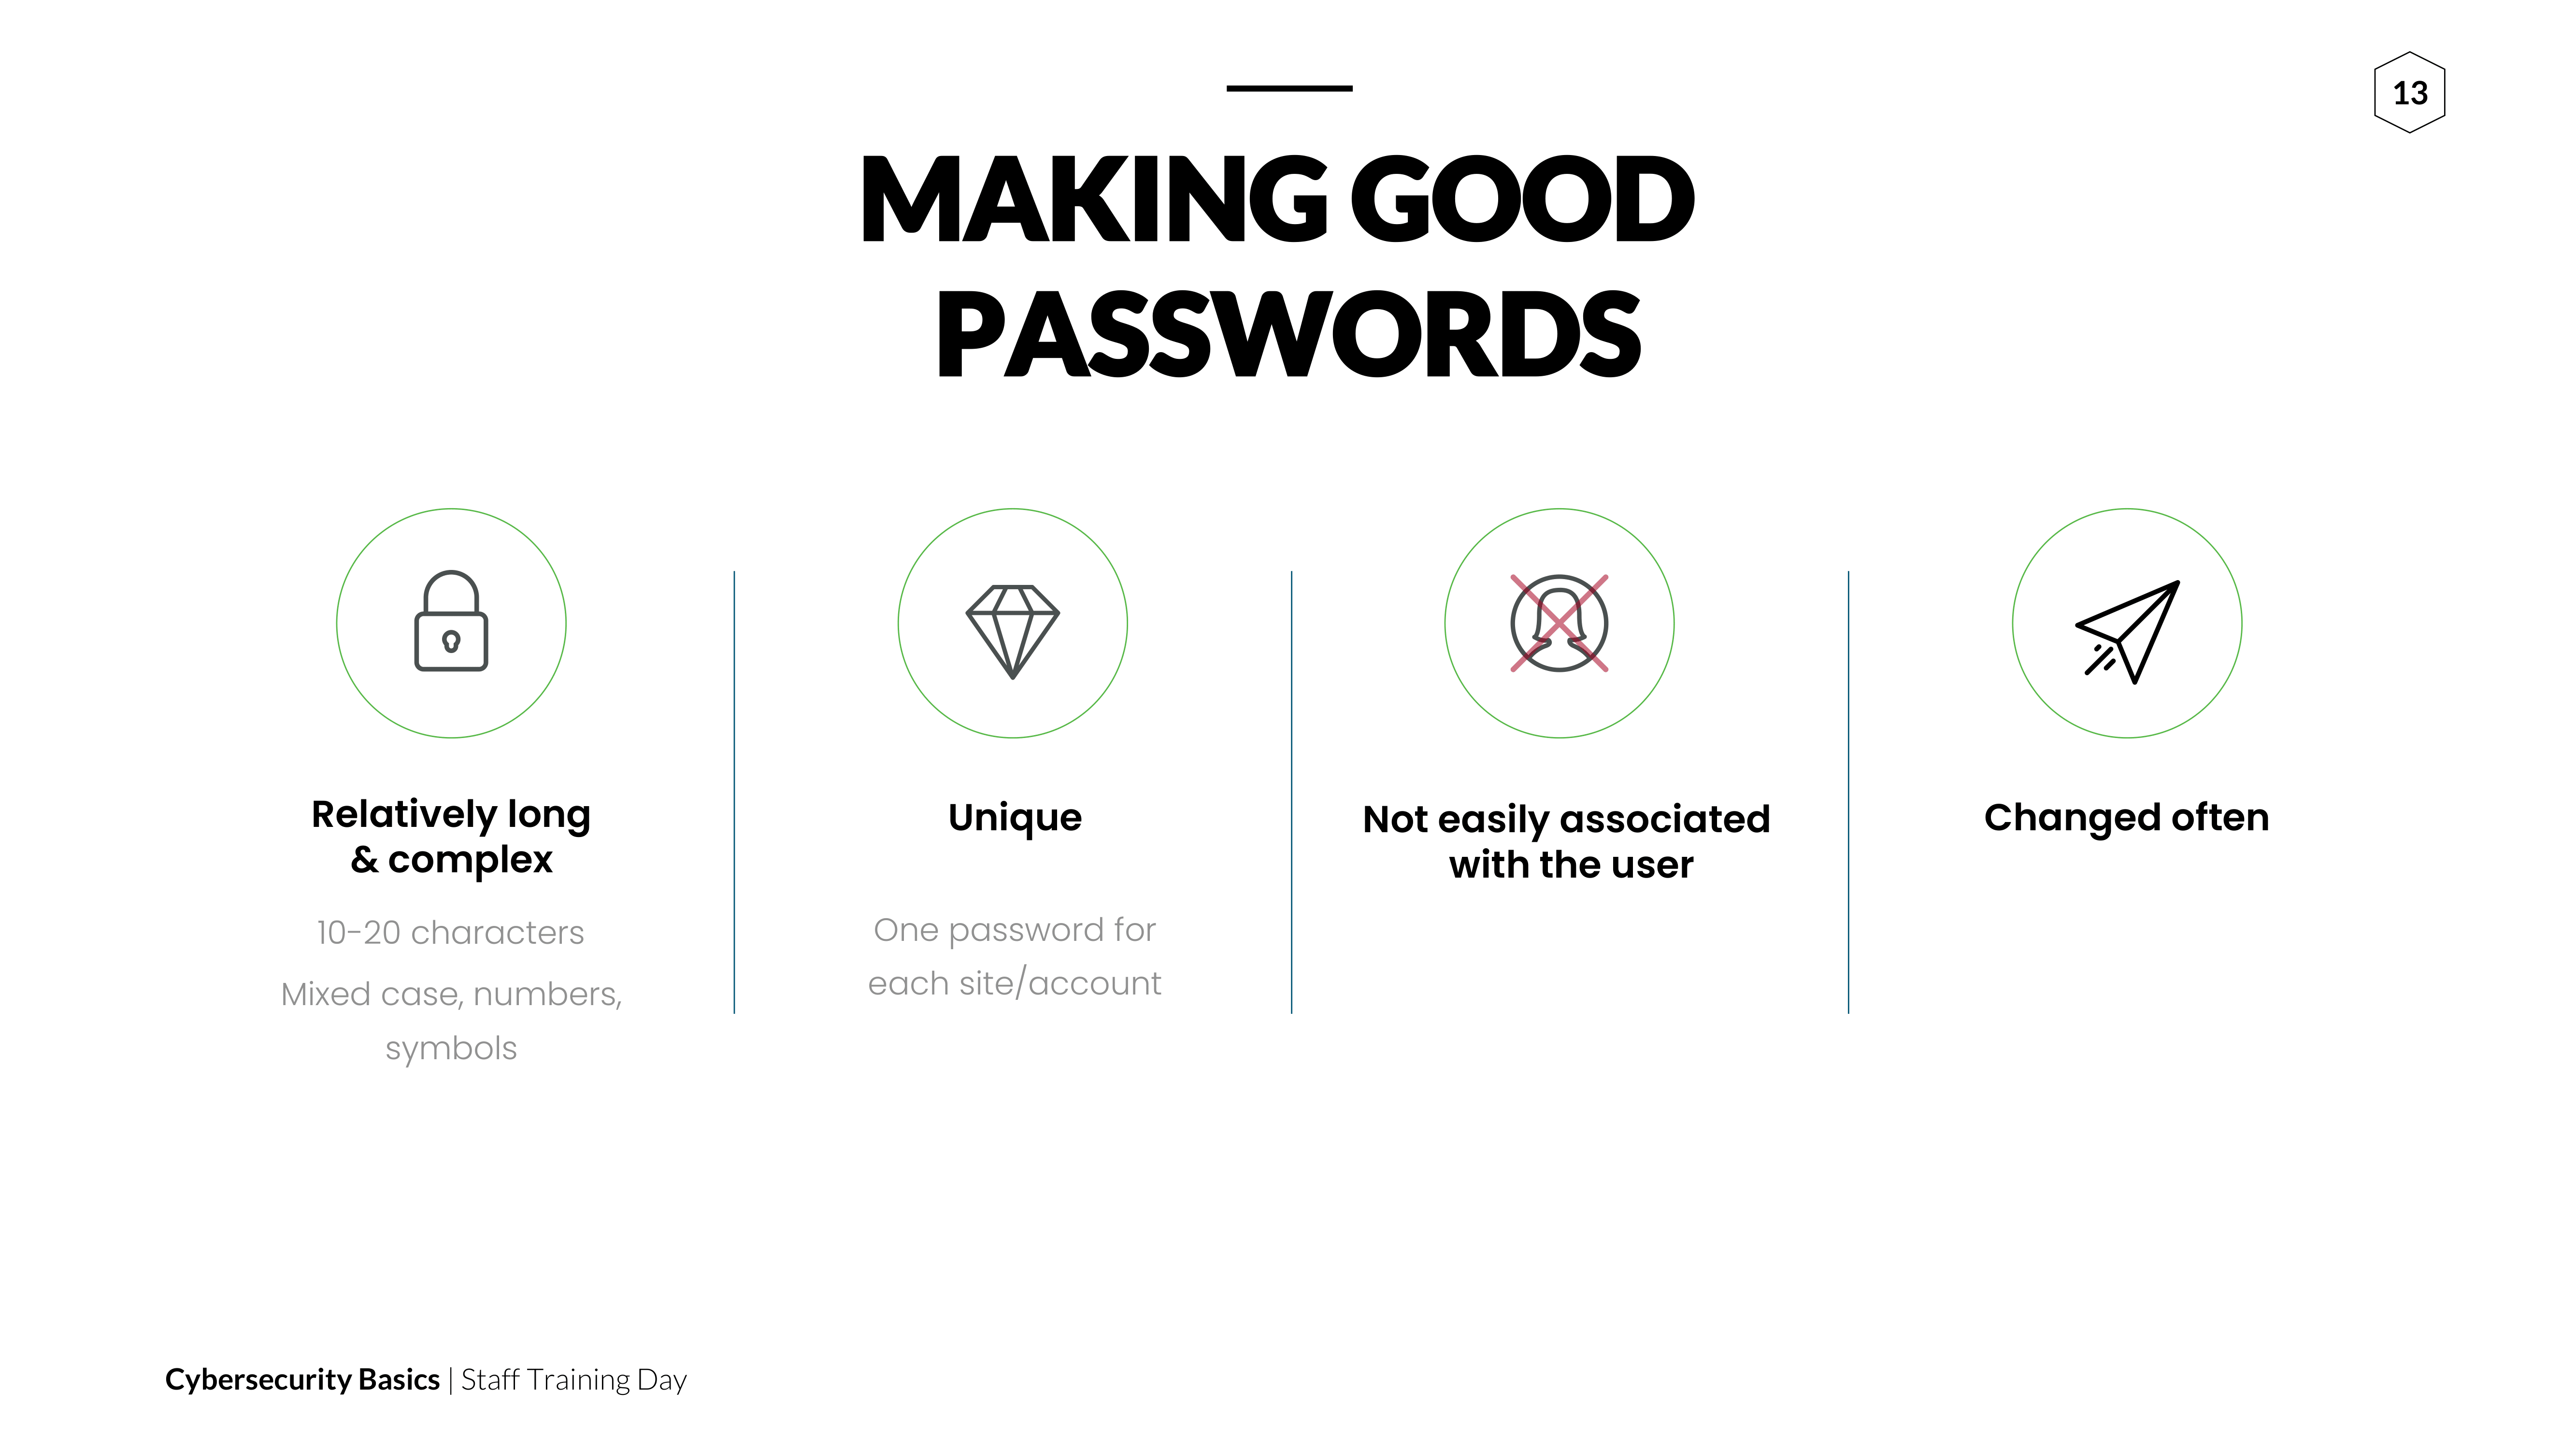 13
MAKING GOOD
PASSWORDS
Relatively long
& complex
10-20 characters
Mixed case, numbers,
symbols
Unique
One password for
each site/account
Not easily associated
with the user
Changed often
Cybersecurity Basics | Staff Training Day